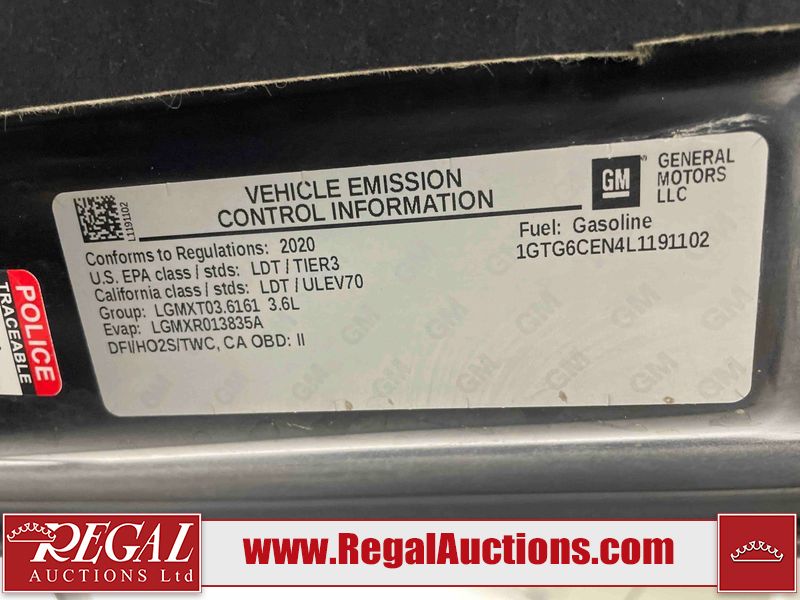 VEHICLE EMISSION
CONTROL INFORMATION
L1191102
GM
GENERAL
MOTORS
LLC
Conforms to Regulations: 2020
U.S. EPA class / stds: LDT / TIER3
California class / stds: LDT / ULEV70
Group: LGMXT03.6161 3.6L
Evap: LGMXR013835A
DFI/HO2S/TWC, CA OBD: II
Fuel: Gasoline
1GTG6CEN4L1191102
POLICE
TRACEABLE
REGAL
AUCTIONS Ltd
www.RegalAuctions.com